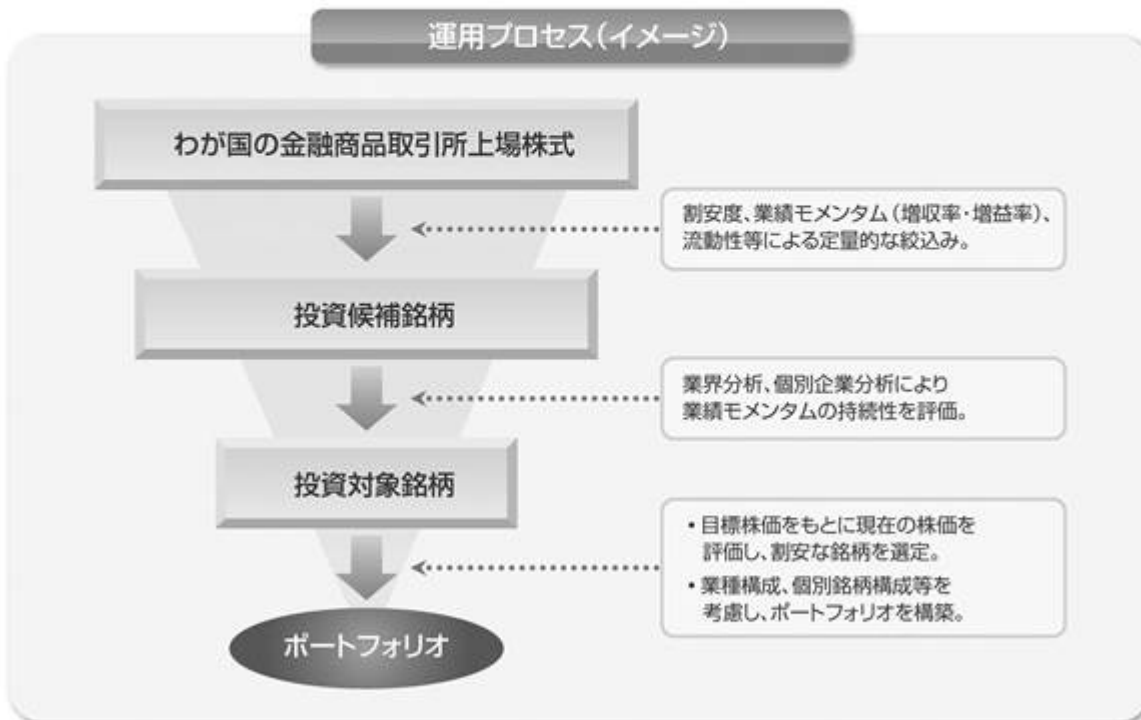 運用プロセス(イメージ)
わが国の金融商品取引所上場株式
割安度、業績モメンタム(増収率・増益率)、
流動性等による定量的な絞込み。
投資候補銘柄
業界分析、個別企業分析により
業績モメンタムの持続性を評価。
投資対象銘柄
・目標株価をもとに現在の株価を
評価し、割安な銘柄を選定。
・業種構成、個別銘柄構成等を
考慮し、ポートフォリオを構築。
ポートフォリオ